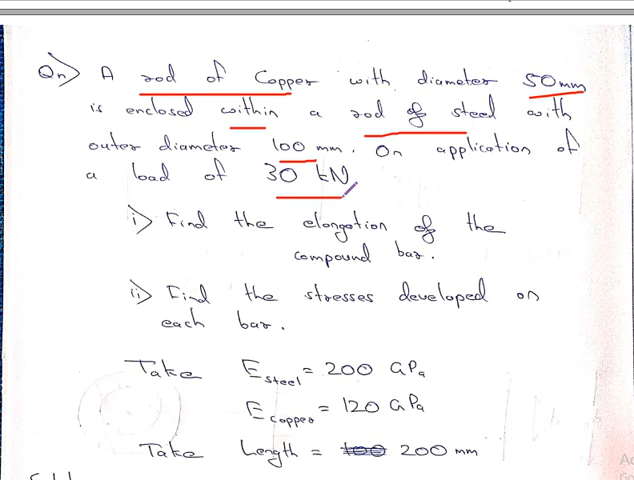 Qn> A rod of Copper with diameter 50mm
is enclosed within a rod of steel with
outer diameter 100 mm. On application of
a load of 30 kN
i> Find the elongation of the
compound bar.
ii> Find the stresses developed on
each bar.
Take E steel = 200 GPa
E copper = 120 GPa
Take Length = 200 mm